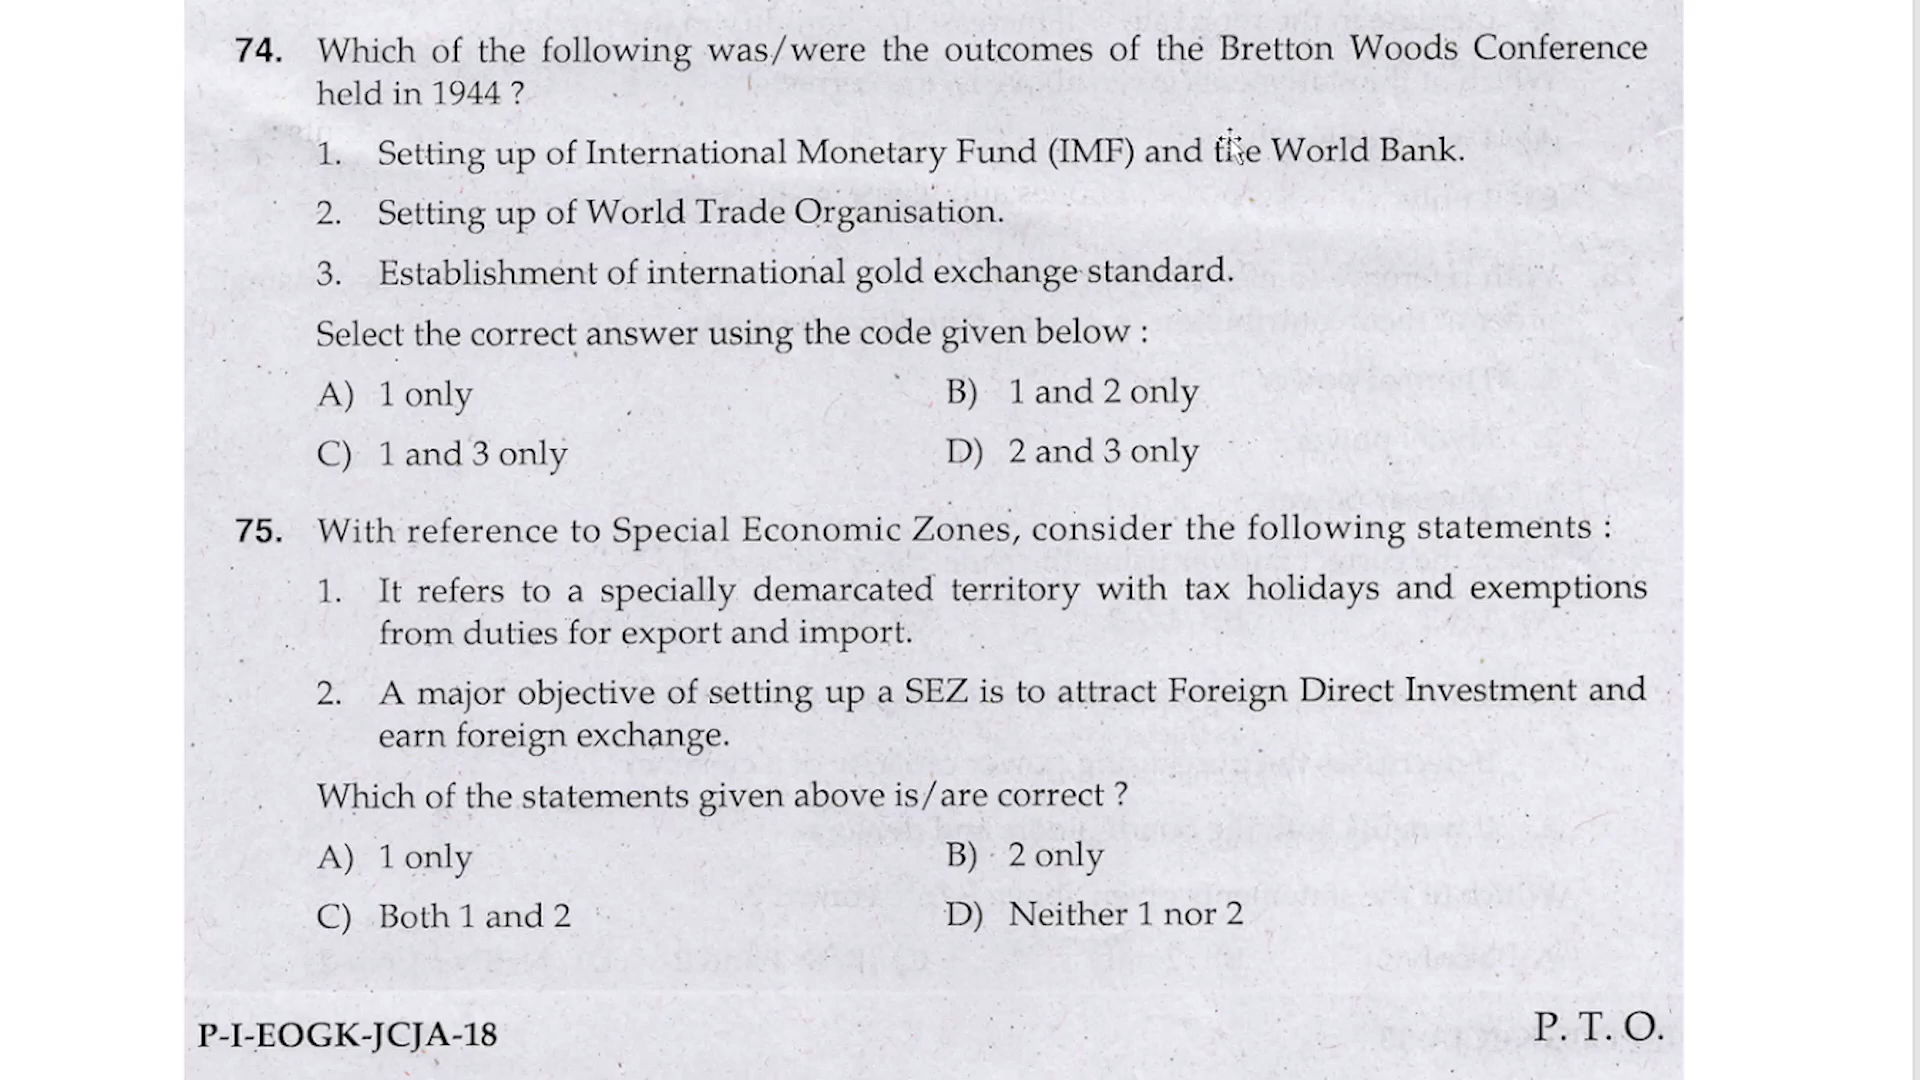 74. Which of the following was/were the outcomes of the Bretton Woods Conference
held in 1944 ?
1. Setting up of International Monetary Fund (IMF) and the World Bank.
2. Setting up of World Trade Organisation.
3. Establishment of international gold exchange standard.
Select the correct answer using the code given below :
A) 1 only B) 1 and 2 only
C) 1 and 3 only D) 2 and 3 only
75. With reference to Special Economic Zones, consider the following statements :
1. It refers to a specially demarcated territory with tax holidays and exemptions
from duties for export and import.
2. A major objective of setting up a SEZ is to attract Foreign Direct Investment and
earn foreign exchange.
Which of the statements given above is/are correct ?
A) 1 only B) 2 only
C) Both 1 and 2 D) Neither 1 nor 2
P-I-EOGK-JCJA-18 P. T. O.